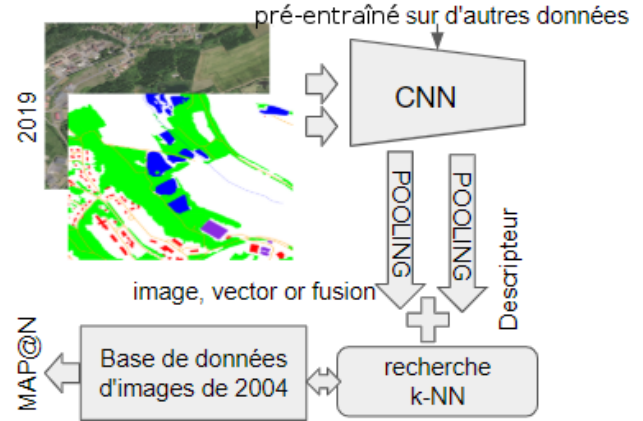 pré-entraîné sur d'autres données
2019
CNN
POOLING
POOLING
Descripteur
image, vector or fusion
MAP@N
Base de données
d'images de 2004
recherche
k-NN